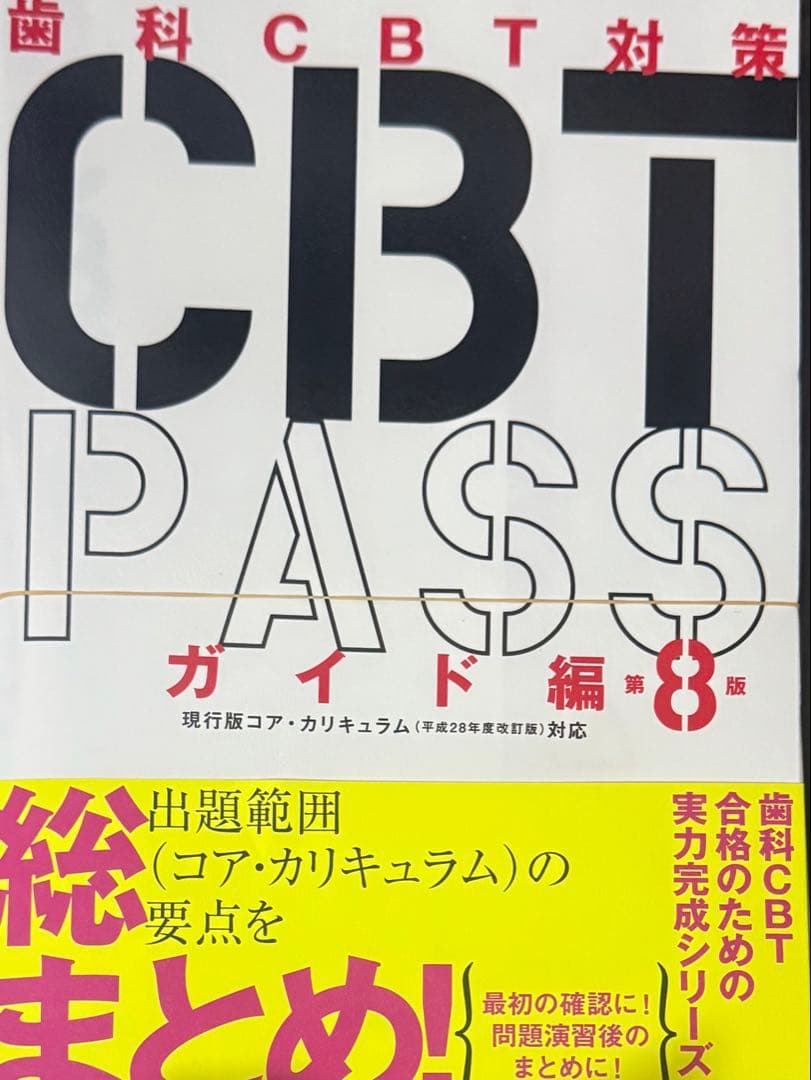 歯科CBT対策
CBT
PASS
ガイド編 第8版
現行版コア・カリキュラム(平成28年度改訂版)対応
歯科CBT
合格のための
実力完成シリーズ
出題範囲
(コア・カリキュラム)の
要点を
総まとめ!
最初の確認に!
問題演習後の
まとめに!